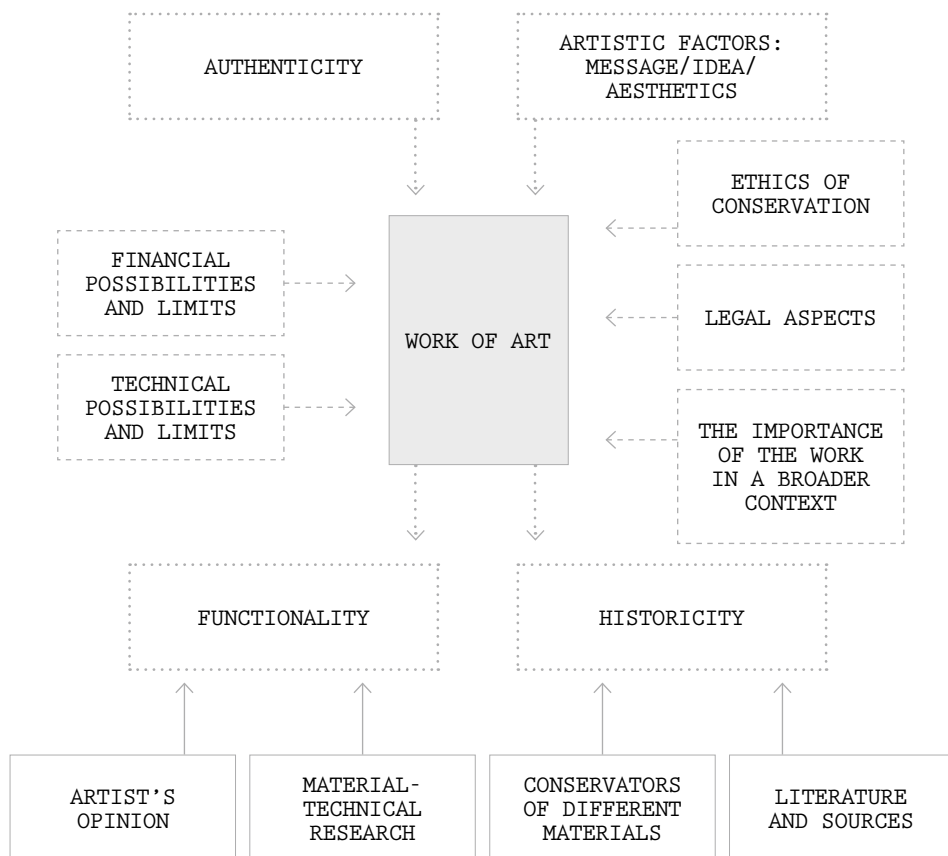 AUTHENTICITY
ARTISTIC FACTORS:
MESSAGE/IDEA/
AESTHETICS
ETHICS OF
CONSERVATION
FINANCIAL
POSSIBILITIES
AND LIMITS
LEGAL ASPECTS
WORK OF ART
TECHNICAL
POSSIBILITIES
AND LIMITS
THE IMPORTANCE
OF THE WORK
IN A BROADER
CONTEXT
FUNCTIONALITY
HISTORICITY
ARTIST'S
OPINION
MATERIAL-
TECHNICAL
RESEARCH
CONSERVATORS
OF DIFFERENT
MATERIALS
LITERATURE
AND SOURCES